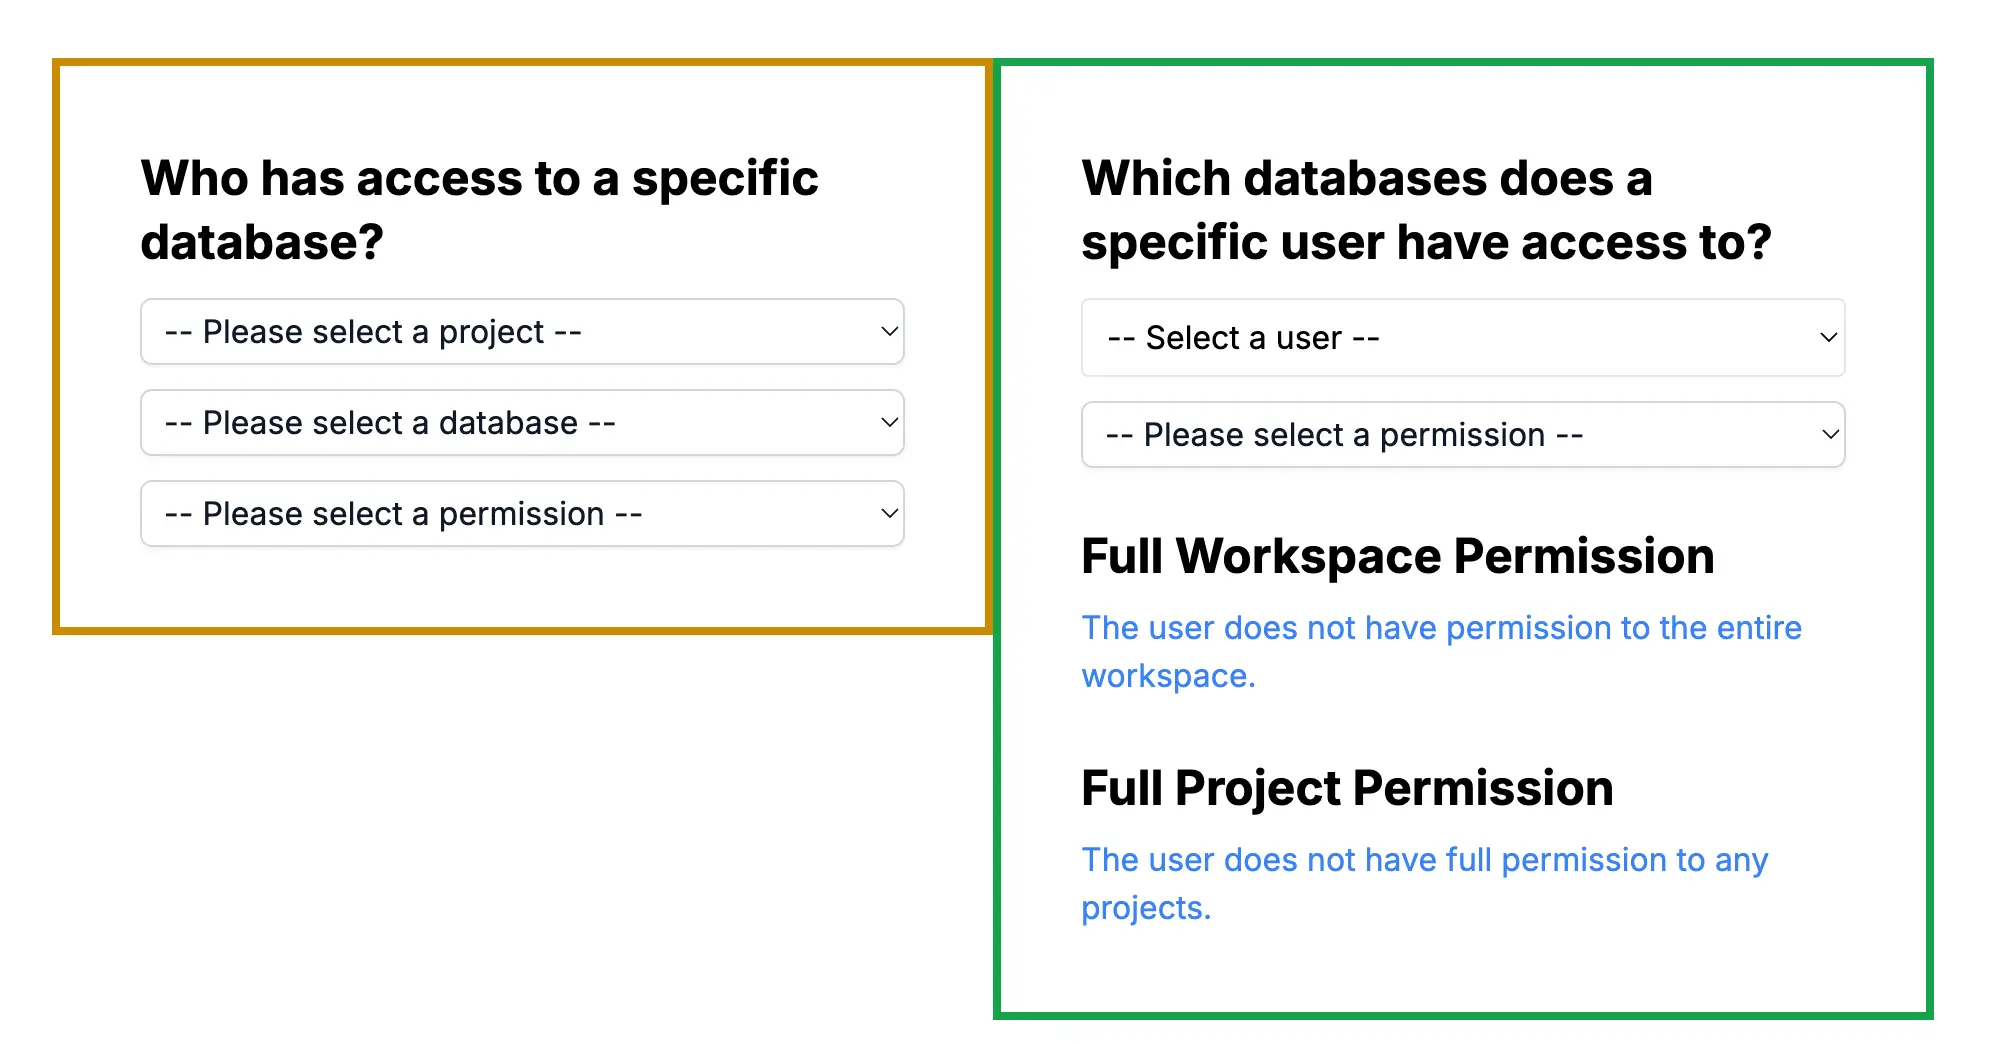 Who has access to a specific
database?
-- Please select a project --
-- Please select a database --
-- Please select a permission --
Which databases does a
specific user have access to?
-- Select a user --
-- Please select a permission --
Full Workspace Permission
The user does not have permission to the entire
workspace.
Full Project Permission
The user does not have full permission to any
projects.